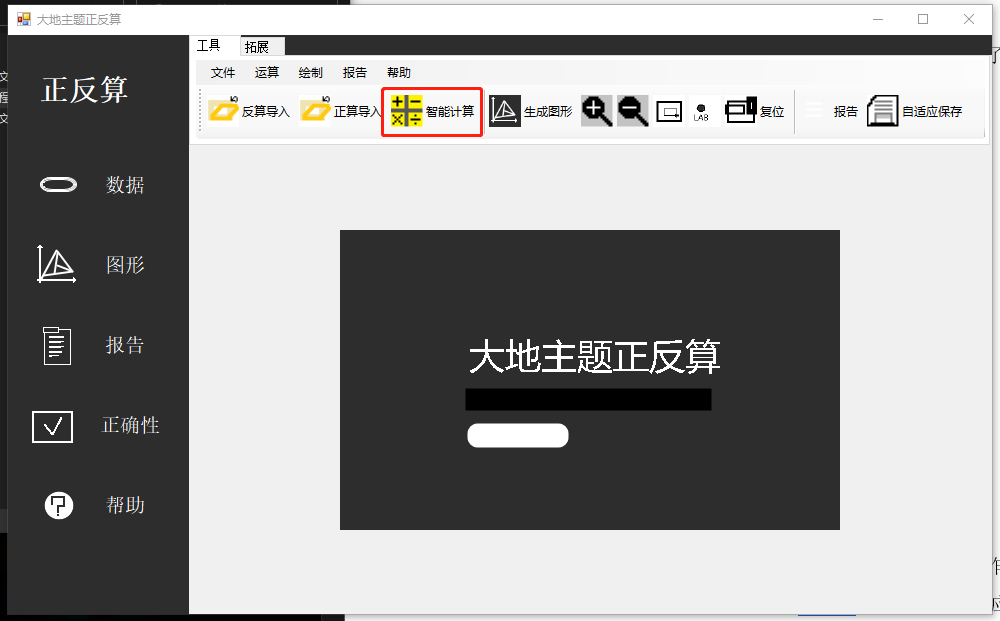 大地主题正反算
工具 拓展
文件 运算 绘制 报告 帮助
反算导入 正算导入 智能计算 生成图形 LAB 复位 报告 自适应保存
正反算
数据
图形
报告
正确性
帮助
大地主题正反算